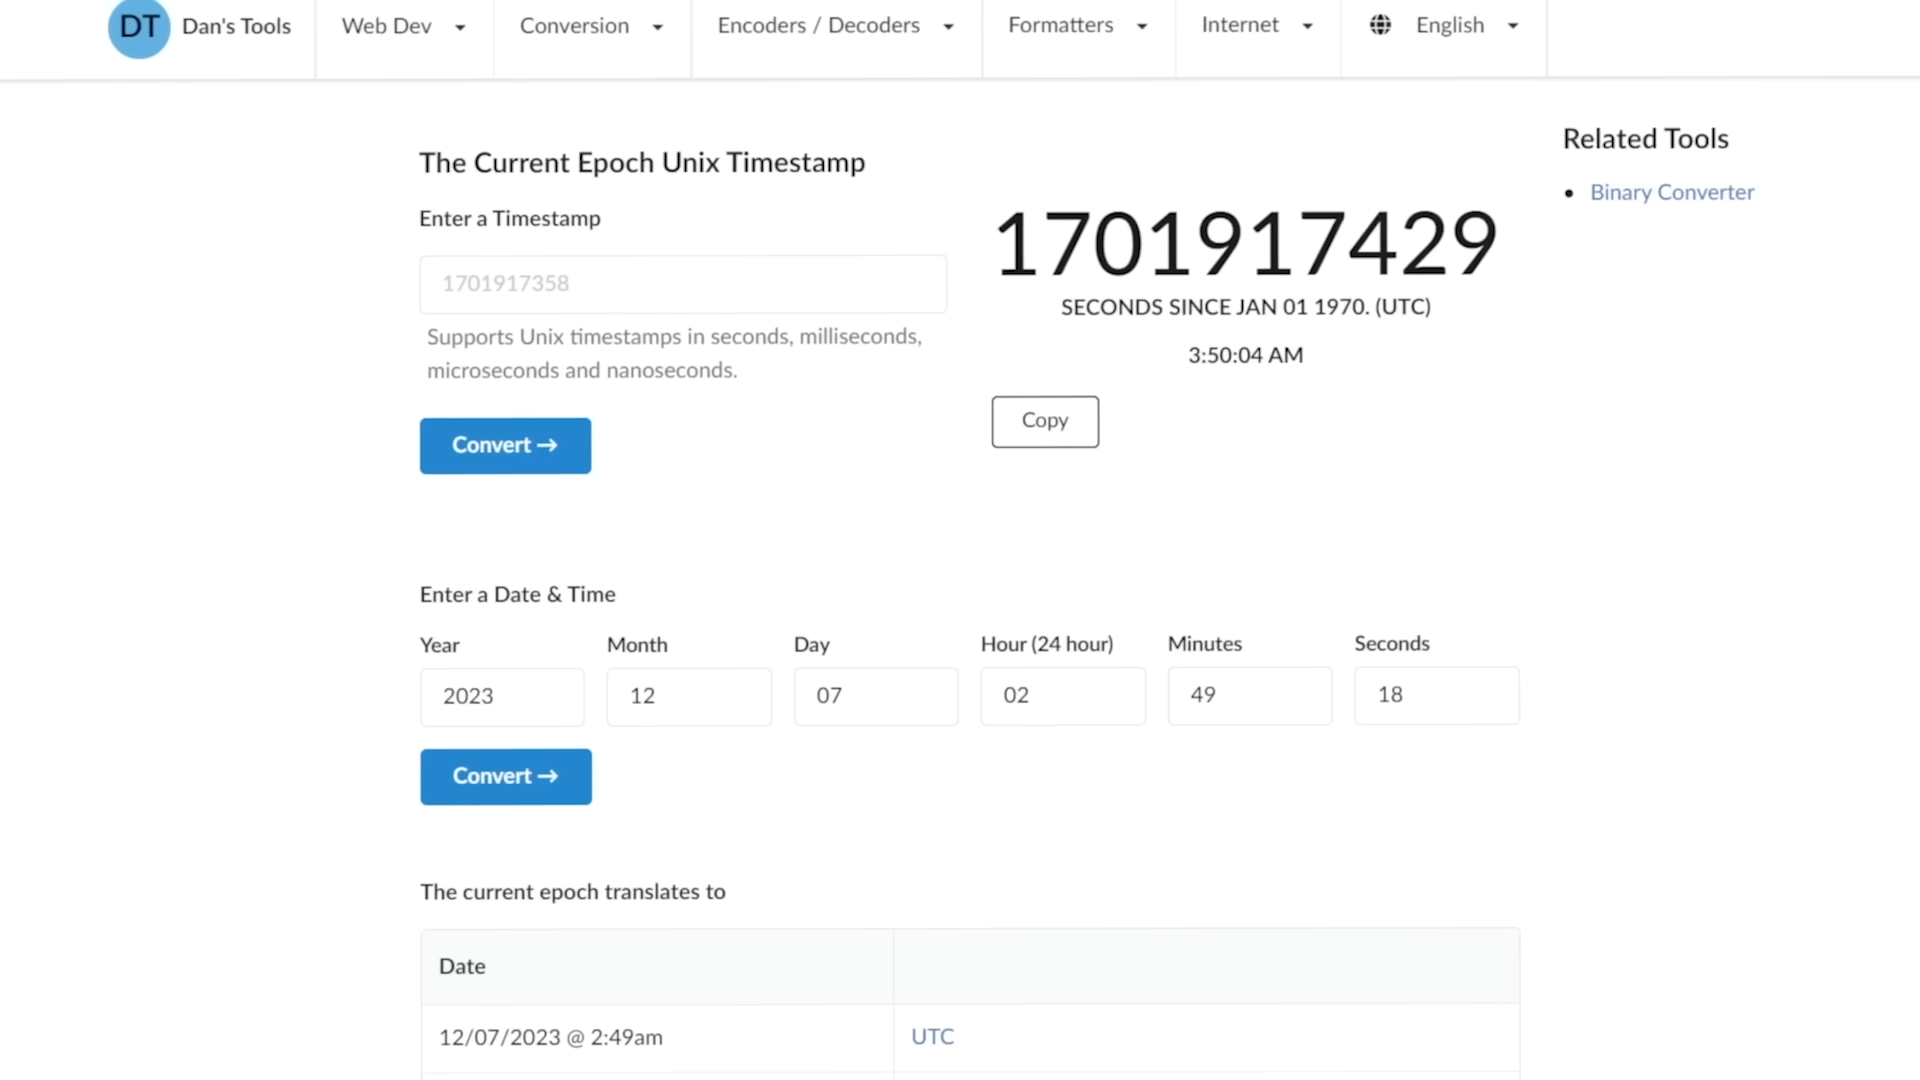 DT Dan's Tools Web Dev Conversion Encoders / Decoders Formatters Internet English
Related Tools
Binary Converter
The Current Epoch Unix Timestamp
Enter a Timestamp
1701917358
Supports Unix timestamps in seconds, milliseconds,
microseconds and nanoseconds.
Convert →
1701917429
SECONDS SINCE JAN 01 1970. (UTC)
3:50:04 AM
Copy
Enter a Date & Time
Year Month Day Hour (24 hour) Minutes Seconds
2023 12 07 02 49 18
Convert →
The current epoch translates to
Date
12/07/2023 @ 2:49am UTC